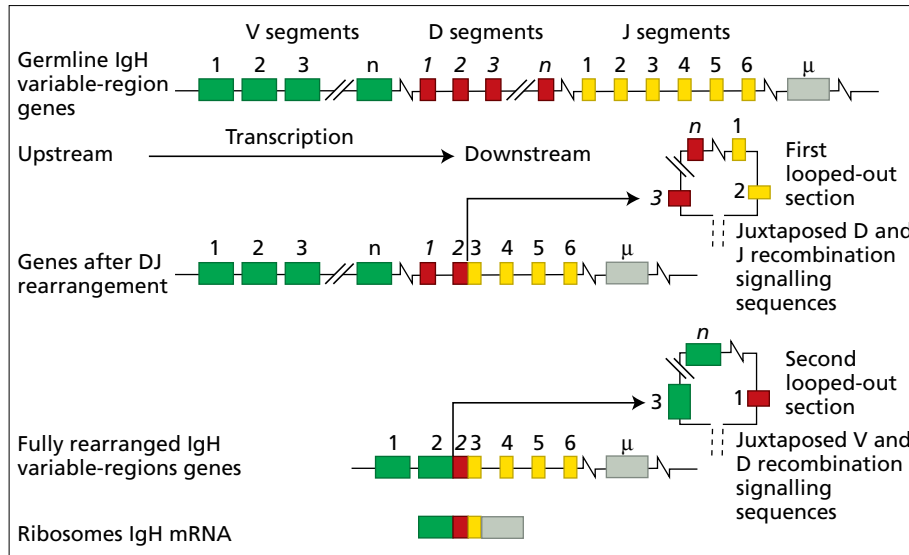 V segments D segments J segments
Germline IgH
variable-region
genes
1 2 3 n 1 2 3 n 1 2 3 4 5 6 μ
Upstream Transcription Downstream
n 1
3 2
First
looped-out
section
Juxtaposed D and
J recombination
signalling
sequences
Genes after DJ
rearrangement
1 2 3 n 1 2 3 4 5 6 μ
n
3 1
Second
looped-out
section
Juxtaposed V and
D recombination
signalling
sequences
Fully rearranged IgH
variable-regions genes
1 2 2 3 4 5 6 μ
Ribosomes IgH mRNA